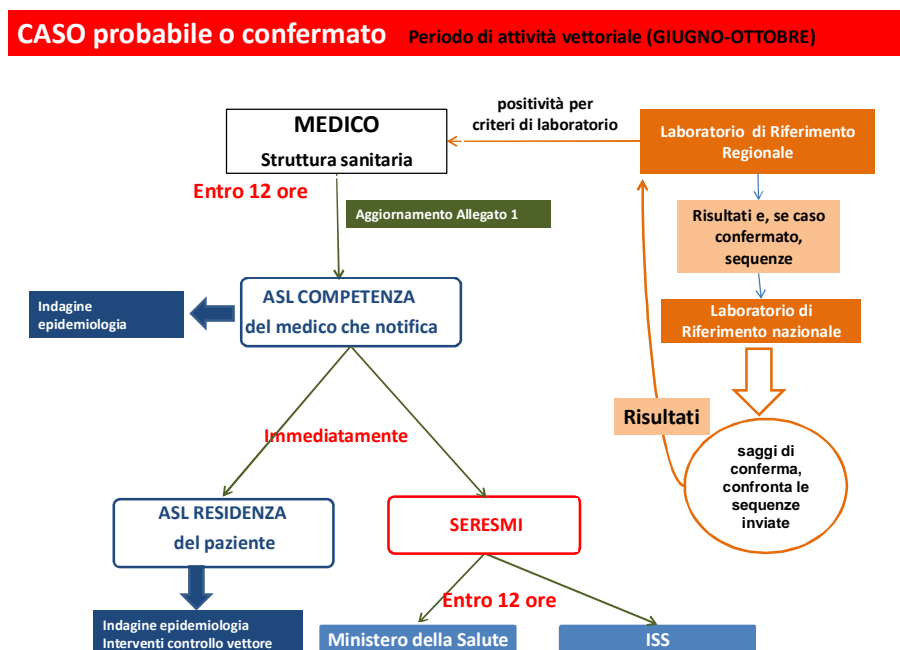 CASO probabile o confermato Periodo di attività vettoriale (GIUGNO-OTTOBRE)
positività per
criteri di laboratorio
MEDICO
Struttura sanitaria
Laboratorio di Riferimento
Regionale
Entro 12 ore
Aggiornamento Allegato 1
Risultati e, se caso
confermato,
sequenze
ASL COMPETENZA
del medico che notifica
Indagine
epidemiologia
Laboratorio di
Riferimento nazionale
Risultati
Immediatamente
saggi di
conferma,
confronta le
sequenze
inviate
ASL RESIDENZA
del paziente
SERESMI
Entro 12 ore
Indagine epidemiologia
Interventi controllo vettore
Ministero della Salute
ISS